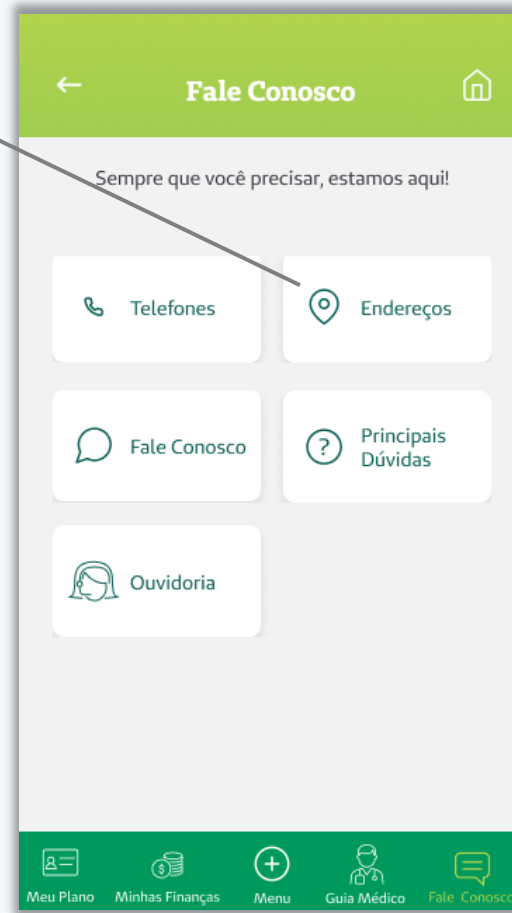 Fale Conosco
Sempre que você precisar, estamos aqui!
Telefones
Endereços
Fale Conosco
Principais
Dúvidas
Ouvidoria
Meu Plano
Minhas Finanças
Menu
Guia Médico
Fale Conosco